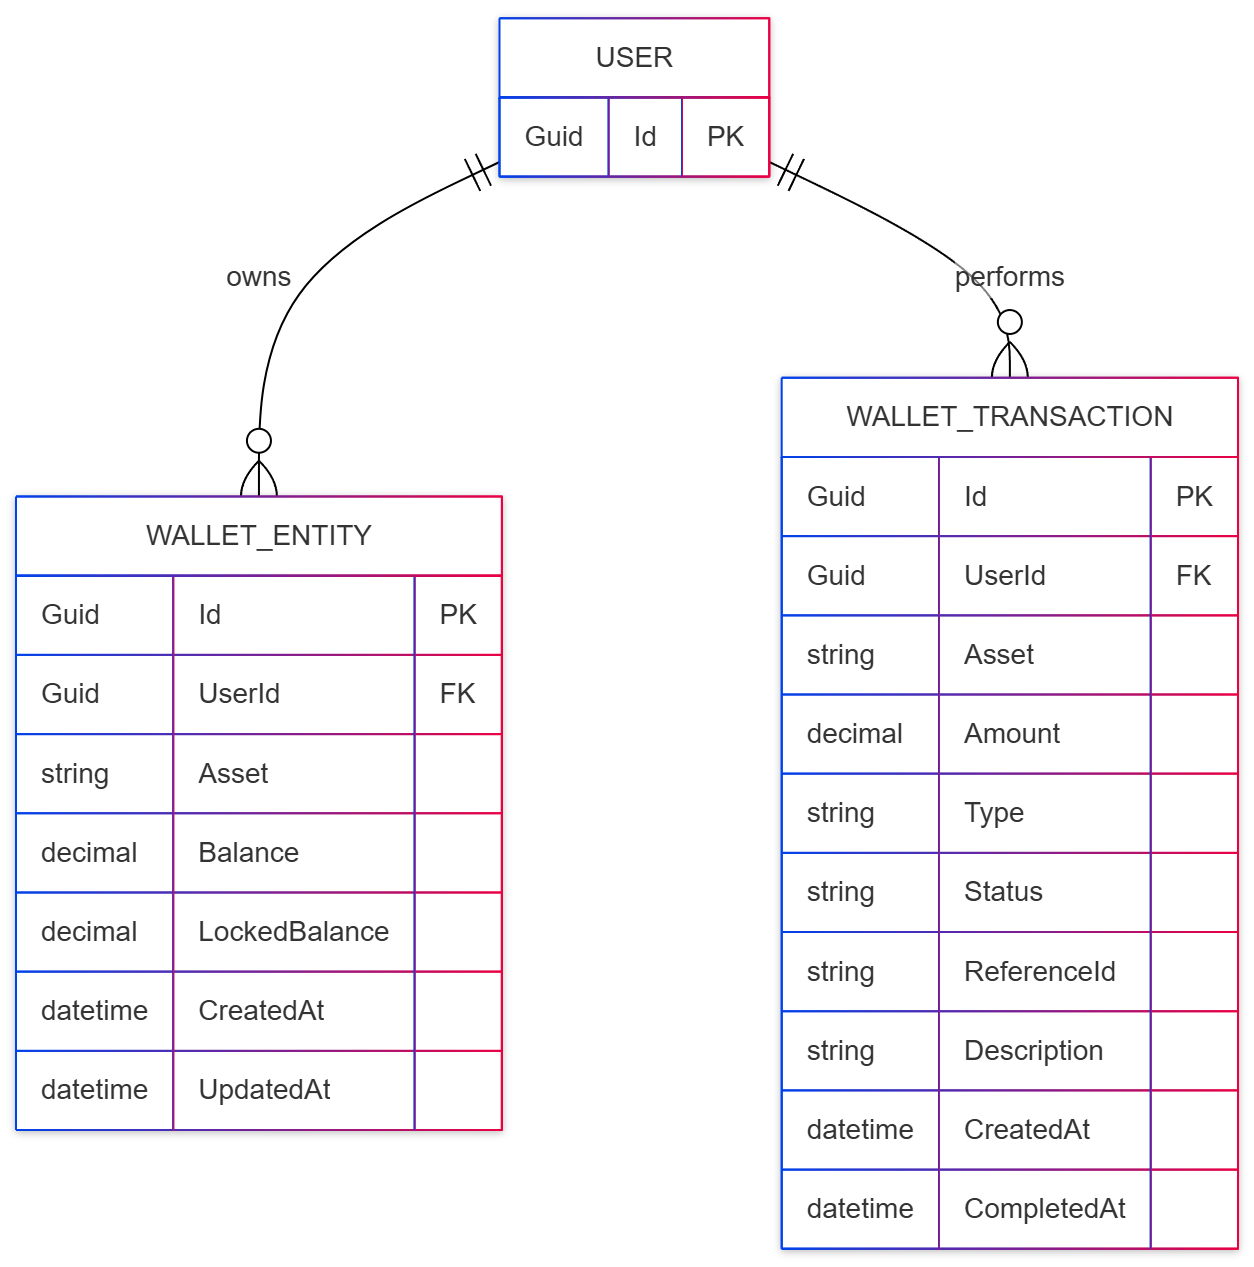 USER
Guid Id PK
owns
performs
WALLET_ENTITY
Guid Id PK
Guid UserId FK
string Asset
decimal Balance
decimal LockedBalance
datetime CreatedAt
datetime UpdatedAt
WALLET_TRANSACTION
Guid Id PK
Guid UserId FK
string Asset
decimal Amount
string Type
string Status
string ReferenceId
string Description
datetime CreatedAt
datetime CompletedAt